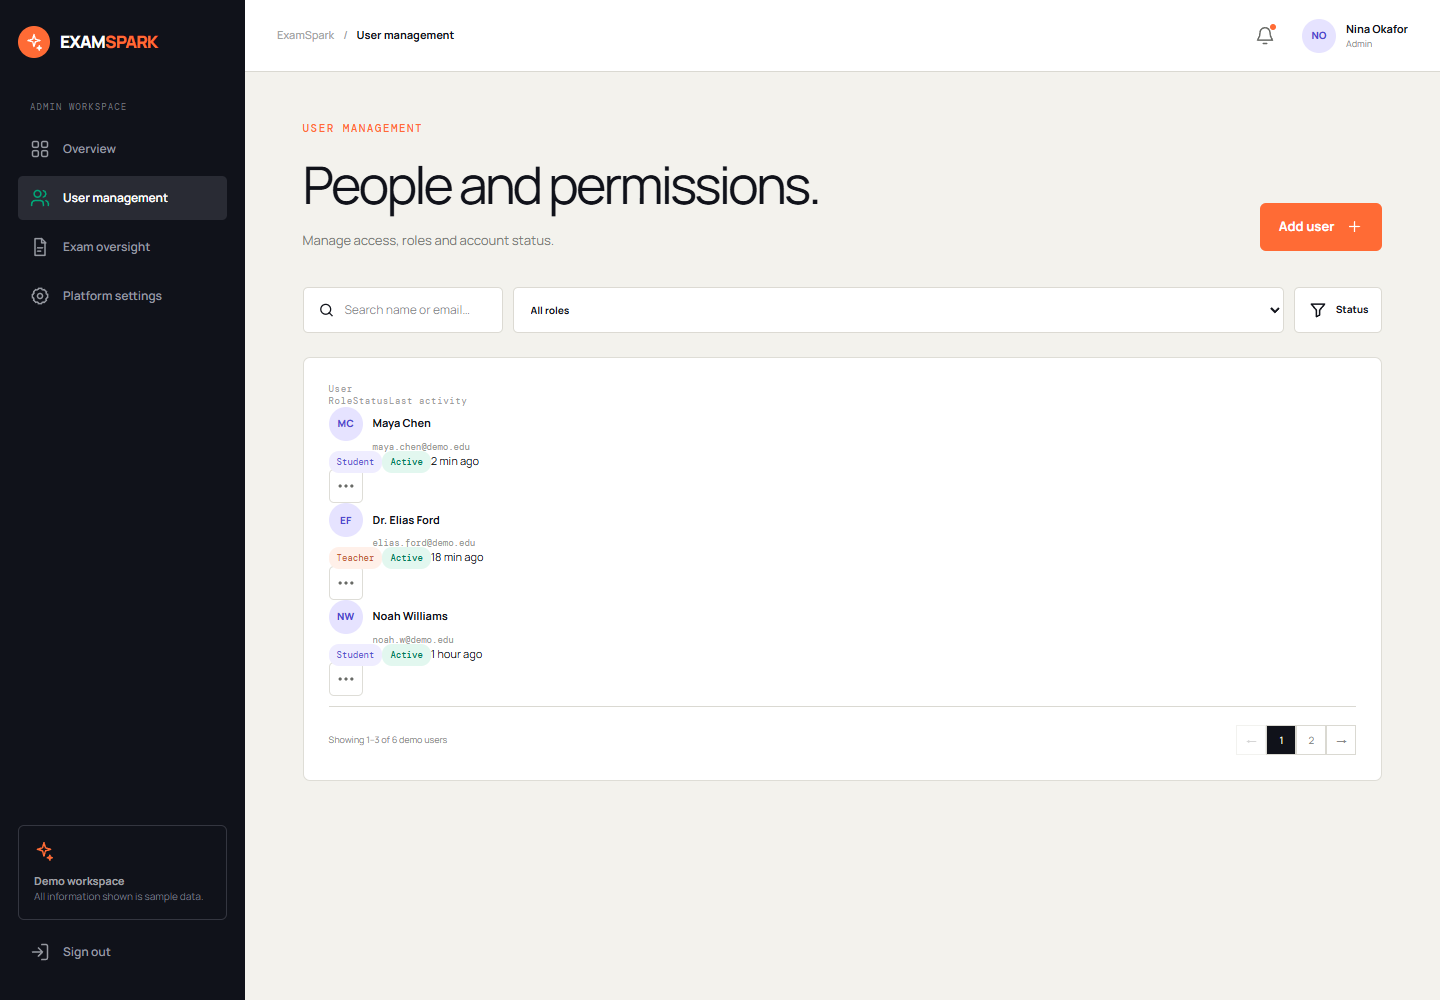 EXAMSPARK
ADMIN WORKSPACE
Overview
User management
Exam oversight
Platform settings
Demo workspace
All information shown is sample data.
Sign out
ExamSpark / User management
NO
Nina Okafor
Admin
USER MANAGEMENT
People and permissions.
Manage access, roles and account status.
Add user +
Search name or email...
All roles
Status
User
RoleStatusLast activity
MC
Maya Chen
maya.chen@demo.edu
Student Active 2 min ago
EF
Dr. Elias Ford
elias.ford@demo.edu
Teacher Active 18 min ago
NW
Noah Williams
noah.w@demo.edu
Student Active 1 hour ago
Showing 1–3 of 6 demo users
← 1 2 →